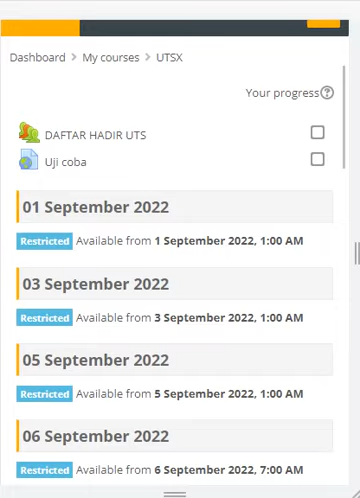 Dashboard > My courses > UTSX
Your progress
DAFTAR HADIR UTS
Uji coba
01 September 2022
Restricted Available from 1 September 2022, 1:00 AM
03 September 2022
Restricted Available from 3 September 2022, 1:00 AM
05 September 2022
Restricted Available from 5 September 2022, 1:00 AM
06 September 2022
Restricted Available from 6 September 2022, 7:00 AM